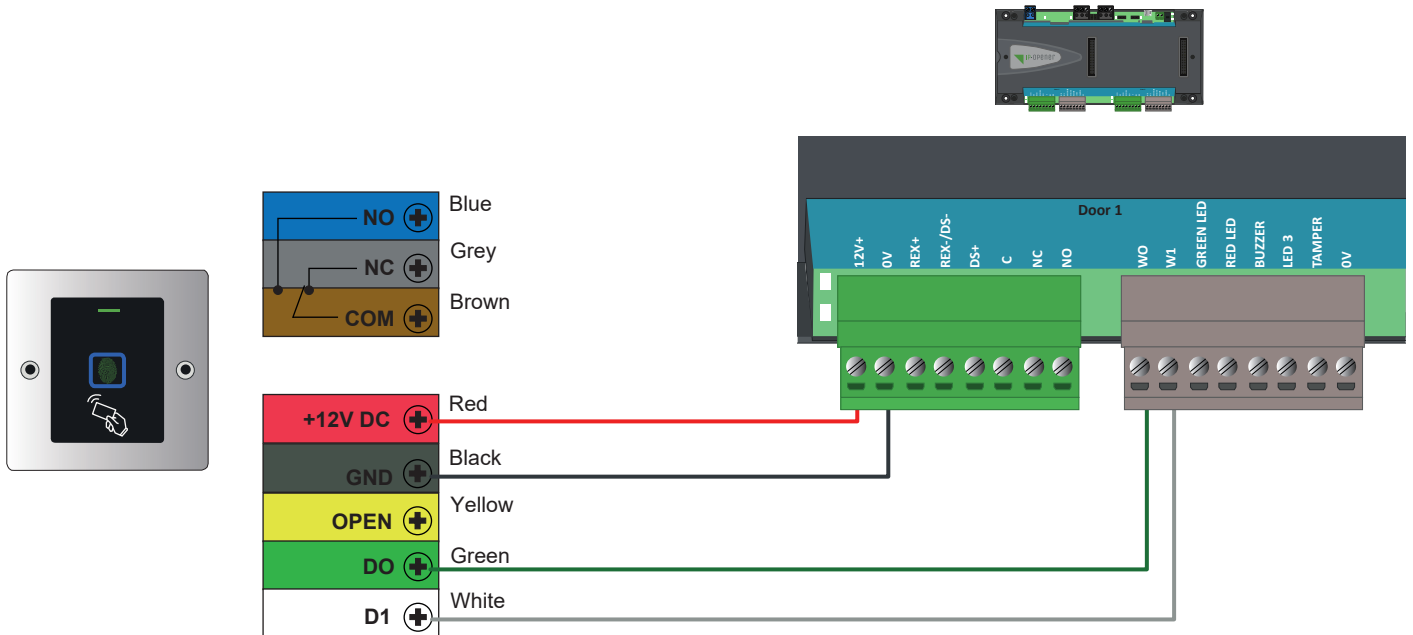 IP-OPENER
NO
Blue
NC
Grey
COM
Brown
+12V DC
Red
GND
Black
OPEN
Yellow
DO
Green
D1
White
Door 1
12V+
0V
REX+
REX-/DS-
DS+
C
NC
NO
WO
W1
GREEN LED
RED LED
BUZZER
LED 3
TAMPER
0V